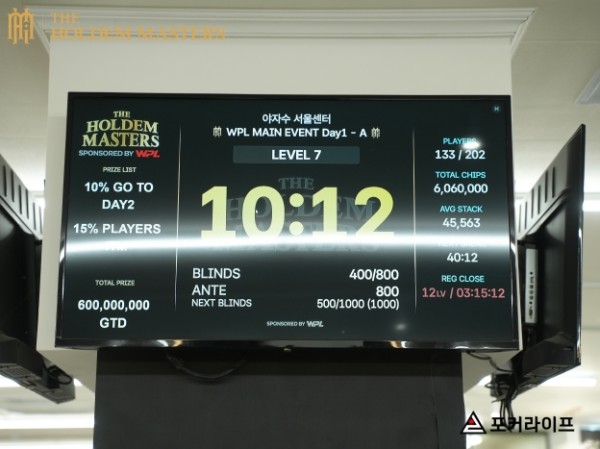 THE
HOLDEM MASTERS
야자수 서울센터
WPL MAIN EVENT Day1 - A
LEVEL 7
THE
HOLDEM
MASTERS
SPONSORED BY WPL
PRIZE LIST
10% GO TO
DAY2
15% PLAYERS
TOTAL PRIZE
600,000,000
GTD
THE
HOLDEM
MASTERS
10:12
BLINDS 400/800
ANTE 800
NEXT BLINDS 500/1000 (1000)
SPONSORED BY WPL
PLAYERS
133 / 202
TOTAL CHIPS
6,060,000
AVG STACK
45,563
40:12
REG CLOSE
12LV / 03:15:12
포커라이프